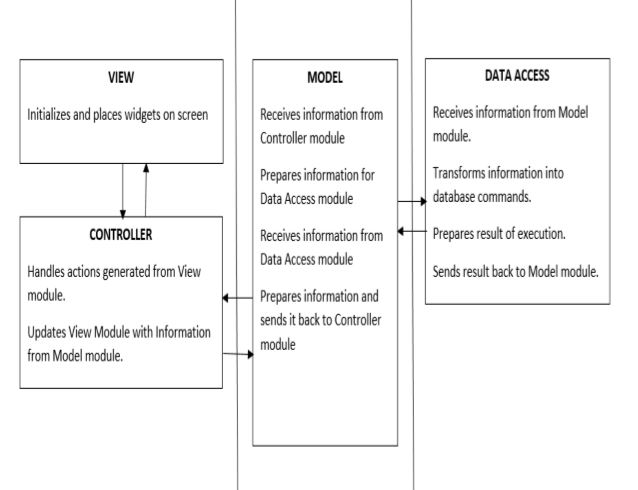 VIEW
Initializes and places widgets on screen
CONTROLLER
Handles actions generated from View
module.
Updates View Module with Information
from Model module.
MODEL
Receives information from
Controller module
Prepares information for
Data Access module
Receives information from
Data Access module
Prepares information and
sends it back to Controller
module
DATA ACCESS
Receives information from Model
module.
Transforms information into
database commands.
Prepares result of execution.
Sends result back to Model module.